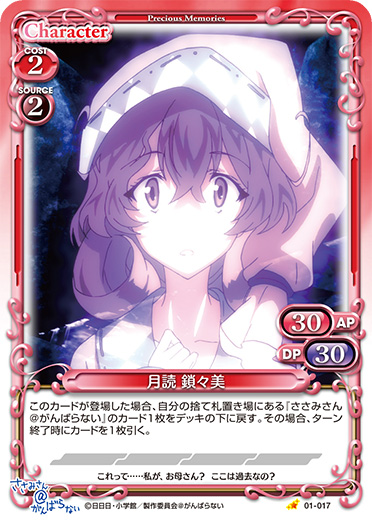 Precious Memories
Character
COST
2
SOURCE
2
30 AP
DP 30
月読 鎖々美
このカードが登場した場合、自分の捨て札置き場にある『ささみさん
@がんばらない』のカード1枚をデッキの下に戻す。その場合、ターン
終了時にカードを1枚引く。
これって……私が、お母さん? ここは過去なの?
ささみさん
@
がんばらない
©日日日・小学館/製作委員会@がんばらない
01-017